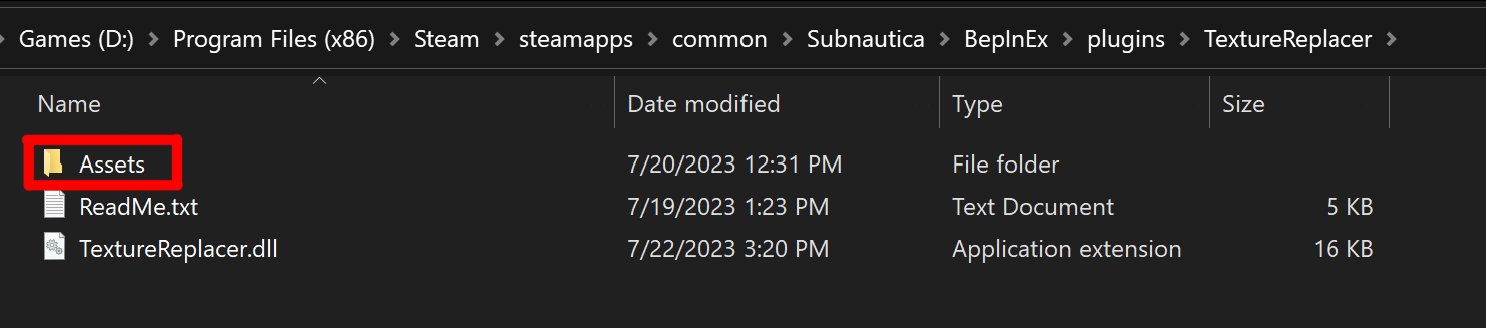 Games (D:) > Program Files (x86) > Steam > steamapps > common > Subnautica > BepInEx > plugins > TextureReplacer >
Name Date modified Type Size
Assets 7/20/2023 12:31 PM File folder
ReadMe.txt 7/19/2023 1:23 PM Text Document 5 KB
TextureReplacer.dll 7/22/2023 3:20 PM Application extension 16 KB